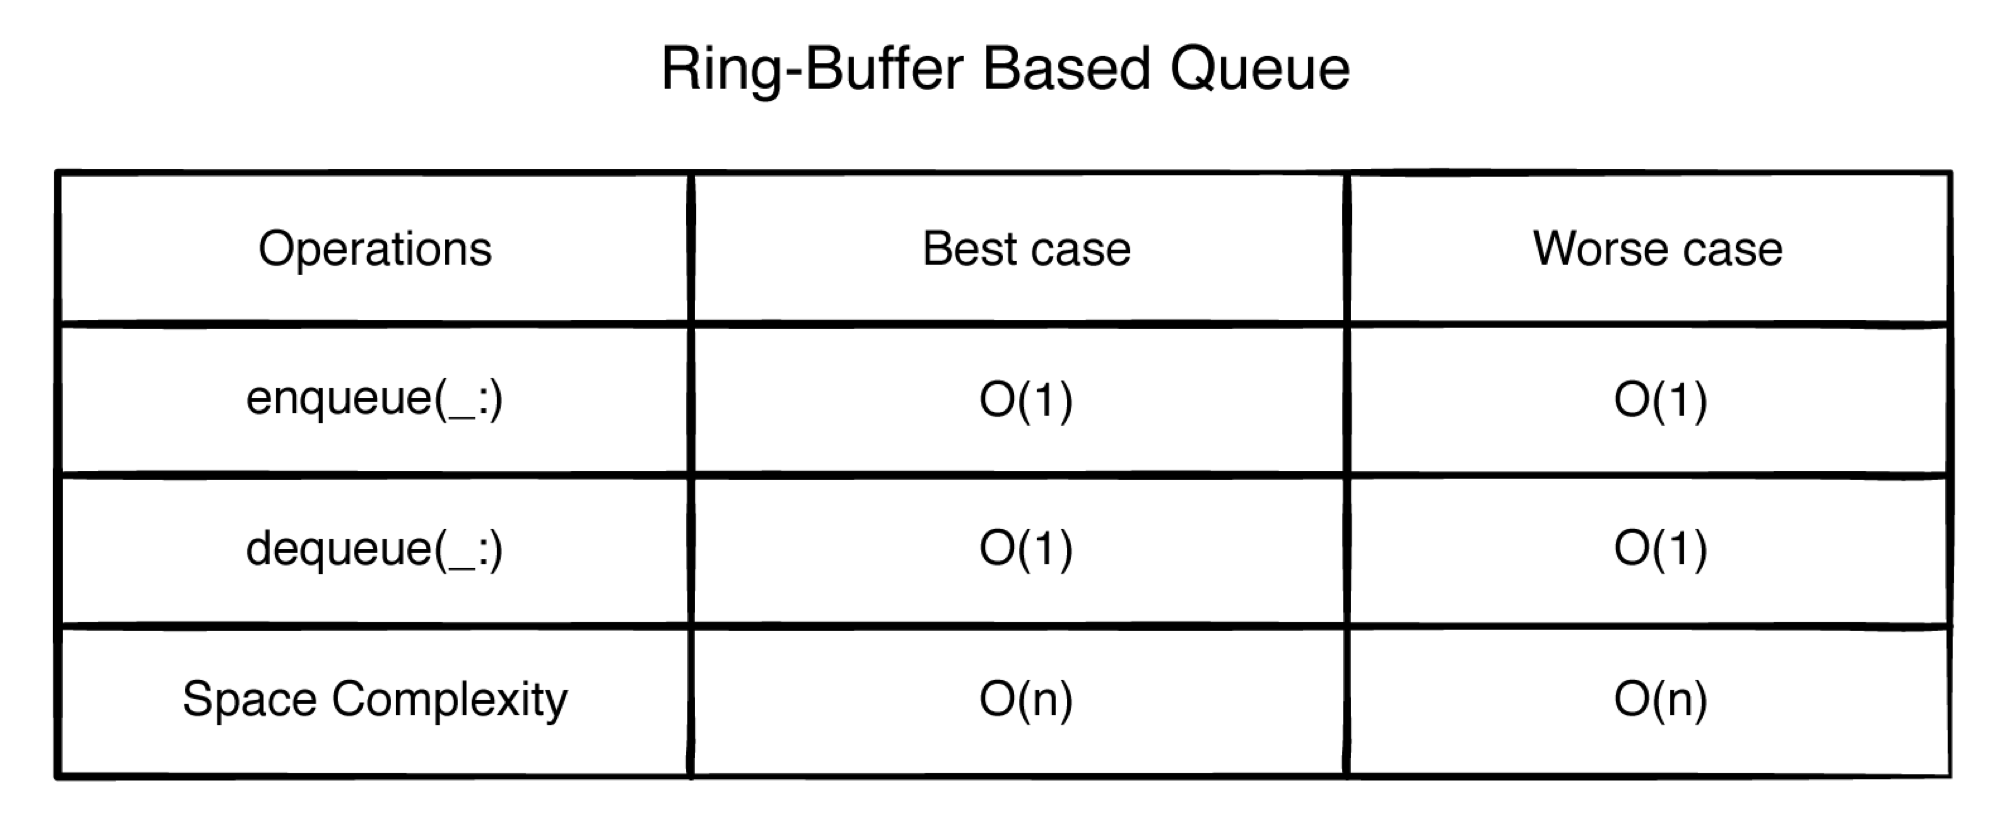 Ring-Buffer Based Queue
Operations Best case Worse case
enqueue(_:) O(1) O(1)
dequeue(_:) O(1) O(1)
Space Complexity O(n) O(n)